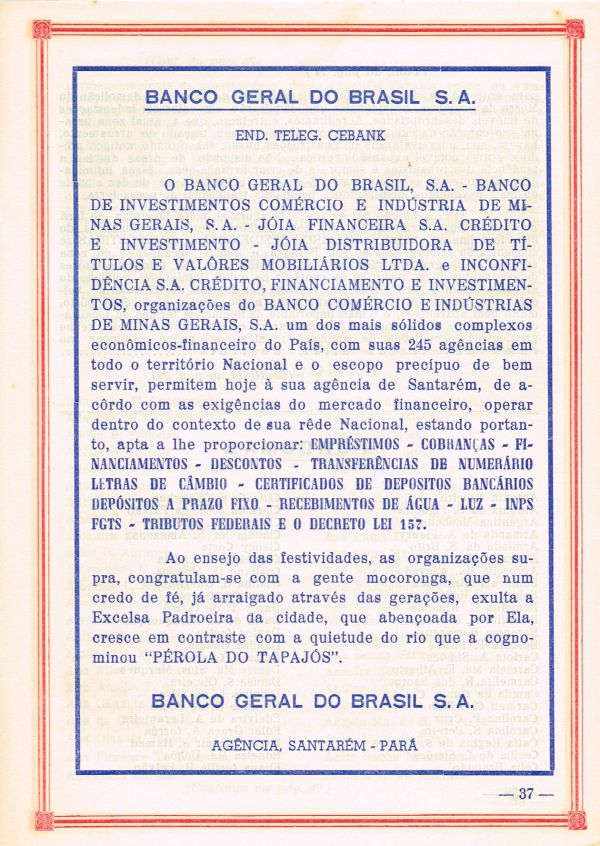 BANCO GERAL DO BRASIL S. A.
END. TELEG. CEBANK
O BANCO GERAL DO BRASIL, S.A. - BANCO
DE INVESTIMENTOS COMÉRCIO E INDÚSTRIA DE MI-
NAS GERAIS, S.A. - JÓIA FINANCEIRA S.A. CRÉDITO
E INVESTIMENTO - JÓIA DISTRIBUIDORA DE TÍ-
TULOS E VALÔRES MOBILIÁRIOS LTDA. e INCONFI-
DÊNCIA S.A. CRÉDITO, FINANCIAMENTO E INVESTIMEN-
TOS, organizações do BANCO COMÉRCIO E INDÚSTRIAS
DE MINAS GERAIS, S.A. um dos mais sólidos complexos
econômicos-financeiro do País, com suas 245 agências em
todo o território Nacional e o escopo precípuo de bem
servir, permitem hoje à sua agência de Santarém, de a-
côrdo com as exigências do mercado financeiro, operar
dentro do contexto de sua rêde Nacional, estando portan-
to, apta a lhe proporcionar: EMPRÉSTIMOS - COBRANÇAS - FI-
NANCIAMENTOS - DESCONTOS - TRANSFERÊNCIAS DE NUMERÁRIO
LETRAS DE CÂMBIO - CERTIFICADOS DE DEPOSITOS BANCÁRIOS
DEPÓSITOS A PRAZO FIXO - RECEBIMENTOS DE ÁGUA - LUZ - INPS
FGTS - TRIBUTOS FEDERAIS E O DECRETO LEI 157.
Ao ensejo das festividades, as organizações su-
pra, congratulam-se com a gente mocoronga, que num
credo de fé, já arraigado através das gerações, exulta a
Excelsa Padroeira da cidade, que abençoada por Ela,
cresce em contraste com a quietude do rio que a cogno-
minou "PÉROLA DO TAPAJÓS".
BANCO GERAL DO BRASIL S. A.
AGÊNCIA, SANTARÉM - PARÁ
— 37 —